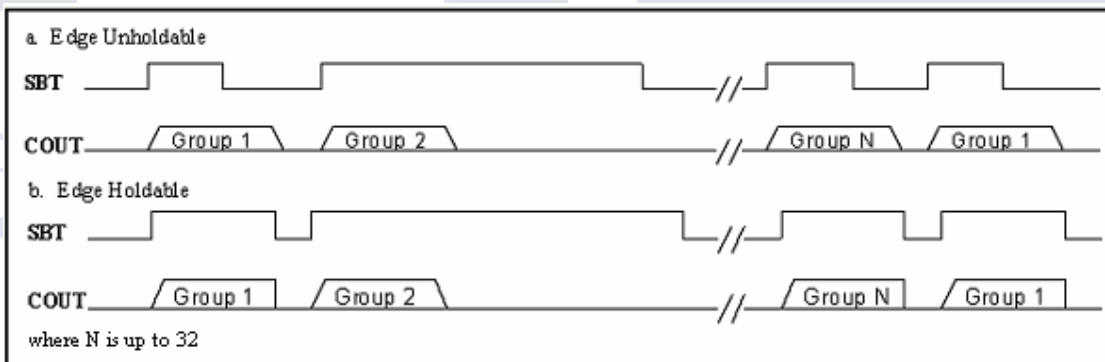 a. Edge Unholdable
SBT
COUT Group 1 Group 2 // Group N Group 1
b. Edge Holdable
SBT
COUT Group 1 Group 2 // Group N Group 1
where N is up to 32